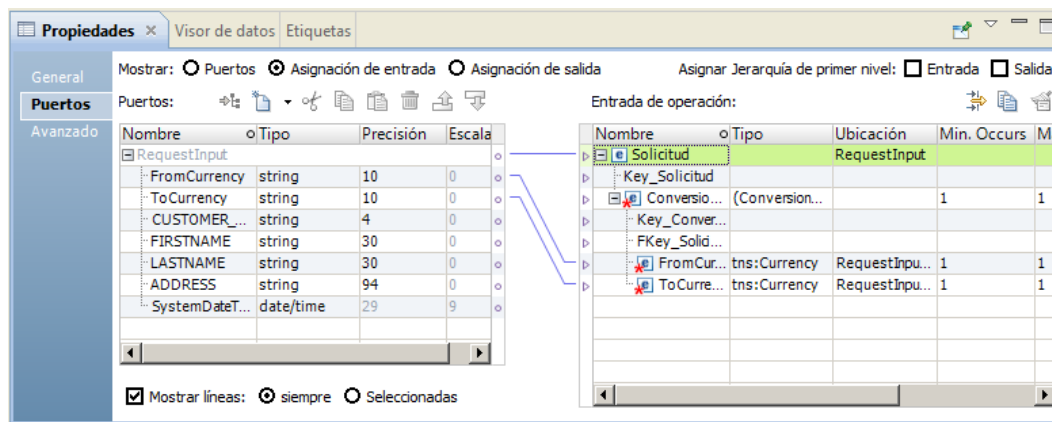 Propiedades Visor de datos Etiquetas
General
Puertos
Avanzado
Mostrar: Puertos Asignación de entrada Asignación de salida Asignar Jerarquía de primer nivel: Entrada Salida
Puertos: Entrada de operación:
Nombre Tipo Precisión Escala
RequestInput
FromCurrency string 10 0
ToCurrency string 10 0
CUSTOMER_... string 4 0
FIRSTNAME string 30 0
LASTNAME string 30 0
ADDRESS string 94 0
SystemDateT... date/time 29 9
Nombre Tipo Ubicación Min. Occurs M
Solicitud RequestInput
Key_Solicitud
Conversio... (Conversion... 1 1
Key_Conver...
FKey_Solici...
FromCur... tns:Currency RequestInpu... 1 1
ToCurre... tns:Currency RequestInpu... 1 1
Mostrar líneas: siempre Seleccionadas